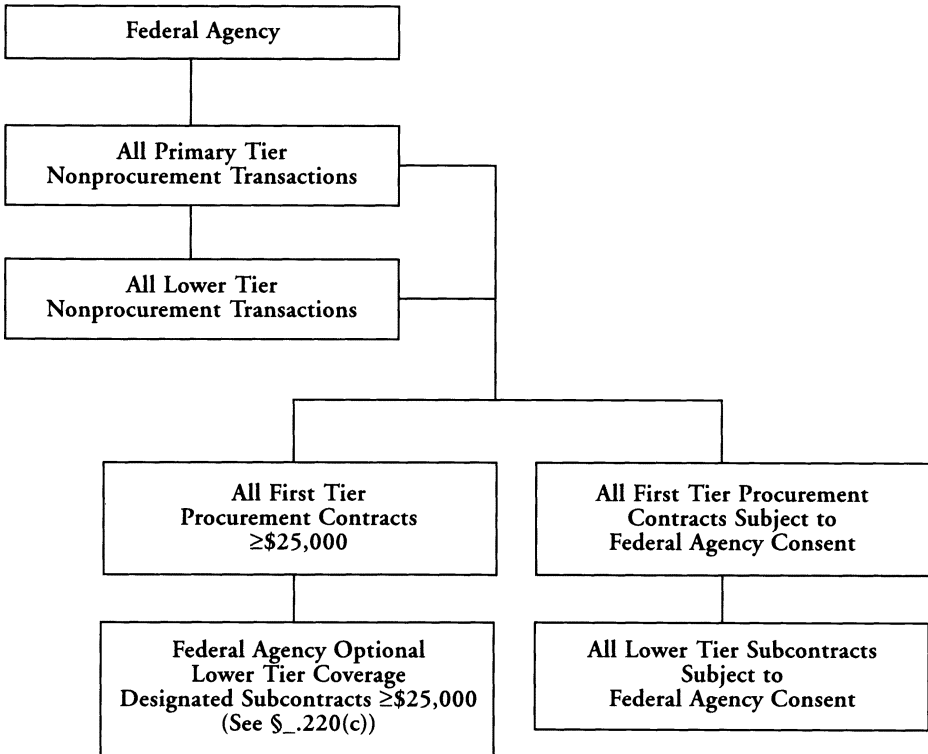 Federal Agency
All Primary Tier
Nonprocurement Transactions
All Lower Tier
Nonprocurement Transactions
All First Tier
Procurement Contracts
≥$25,000
All First Tier Procurement
Contracts Subject to
Federal Agency Consent
Federal Agency Optional
Lower Tier Coverage
Designated Subcontracts ≥$25,000
(See §_.220(c))
All Lower Tier Subcontracts
Subject to
Federal Agency Consent